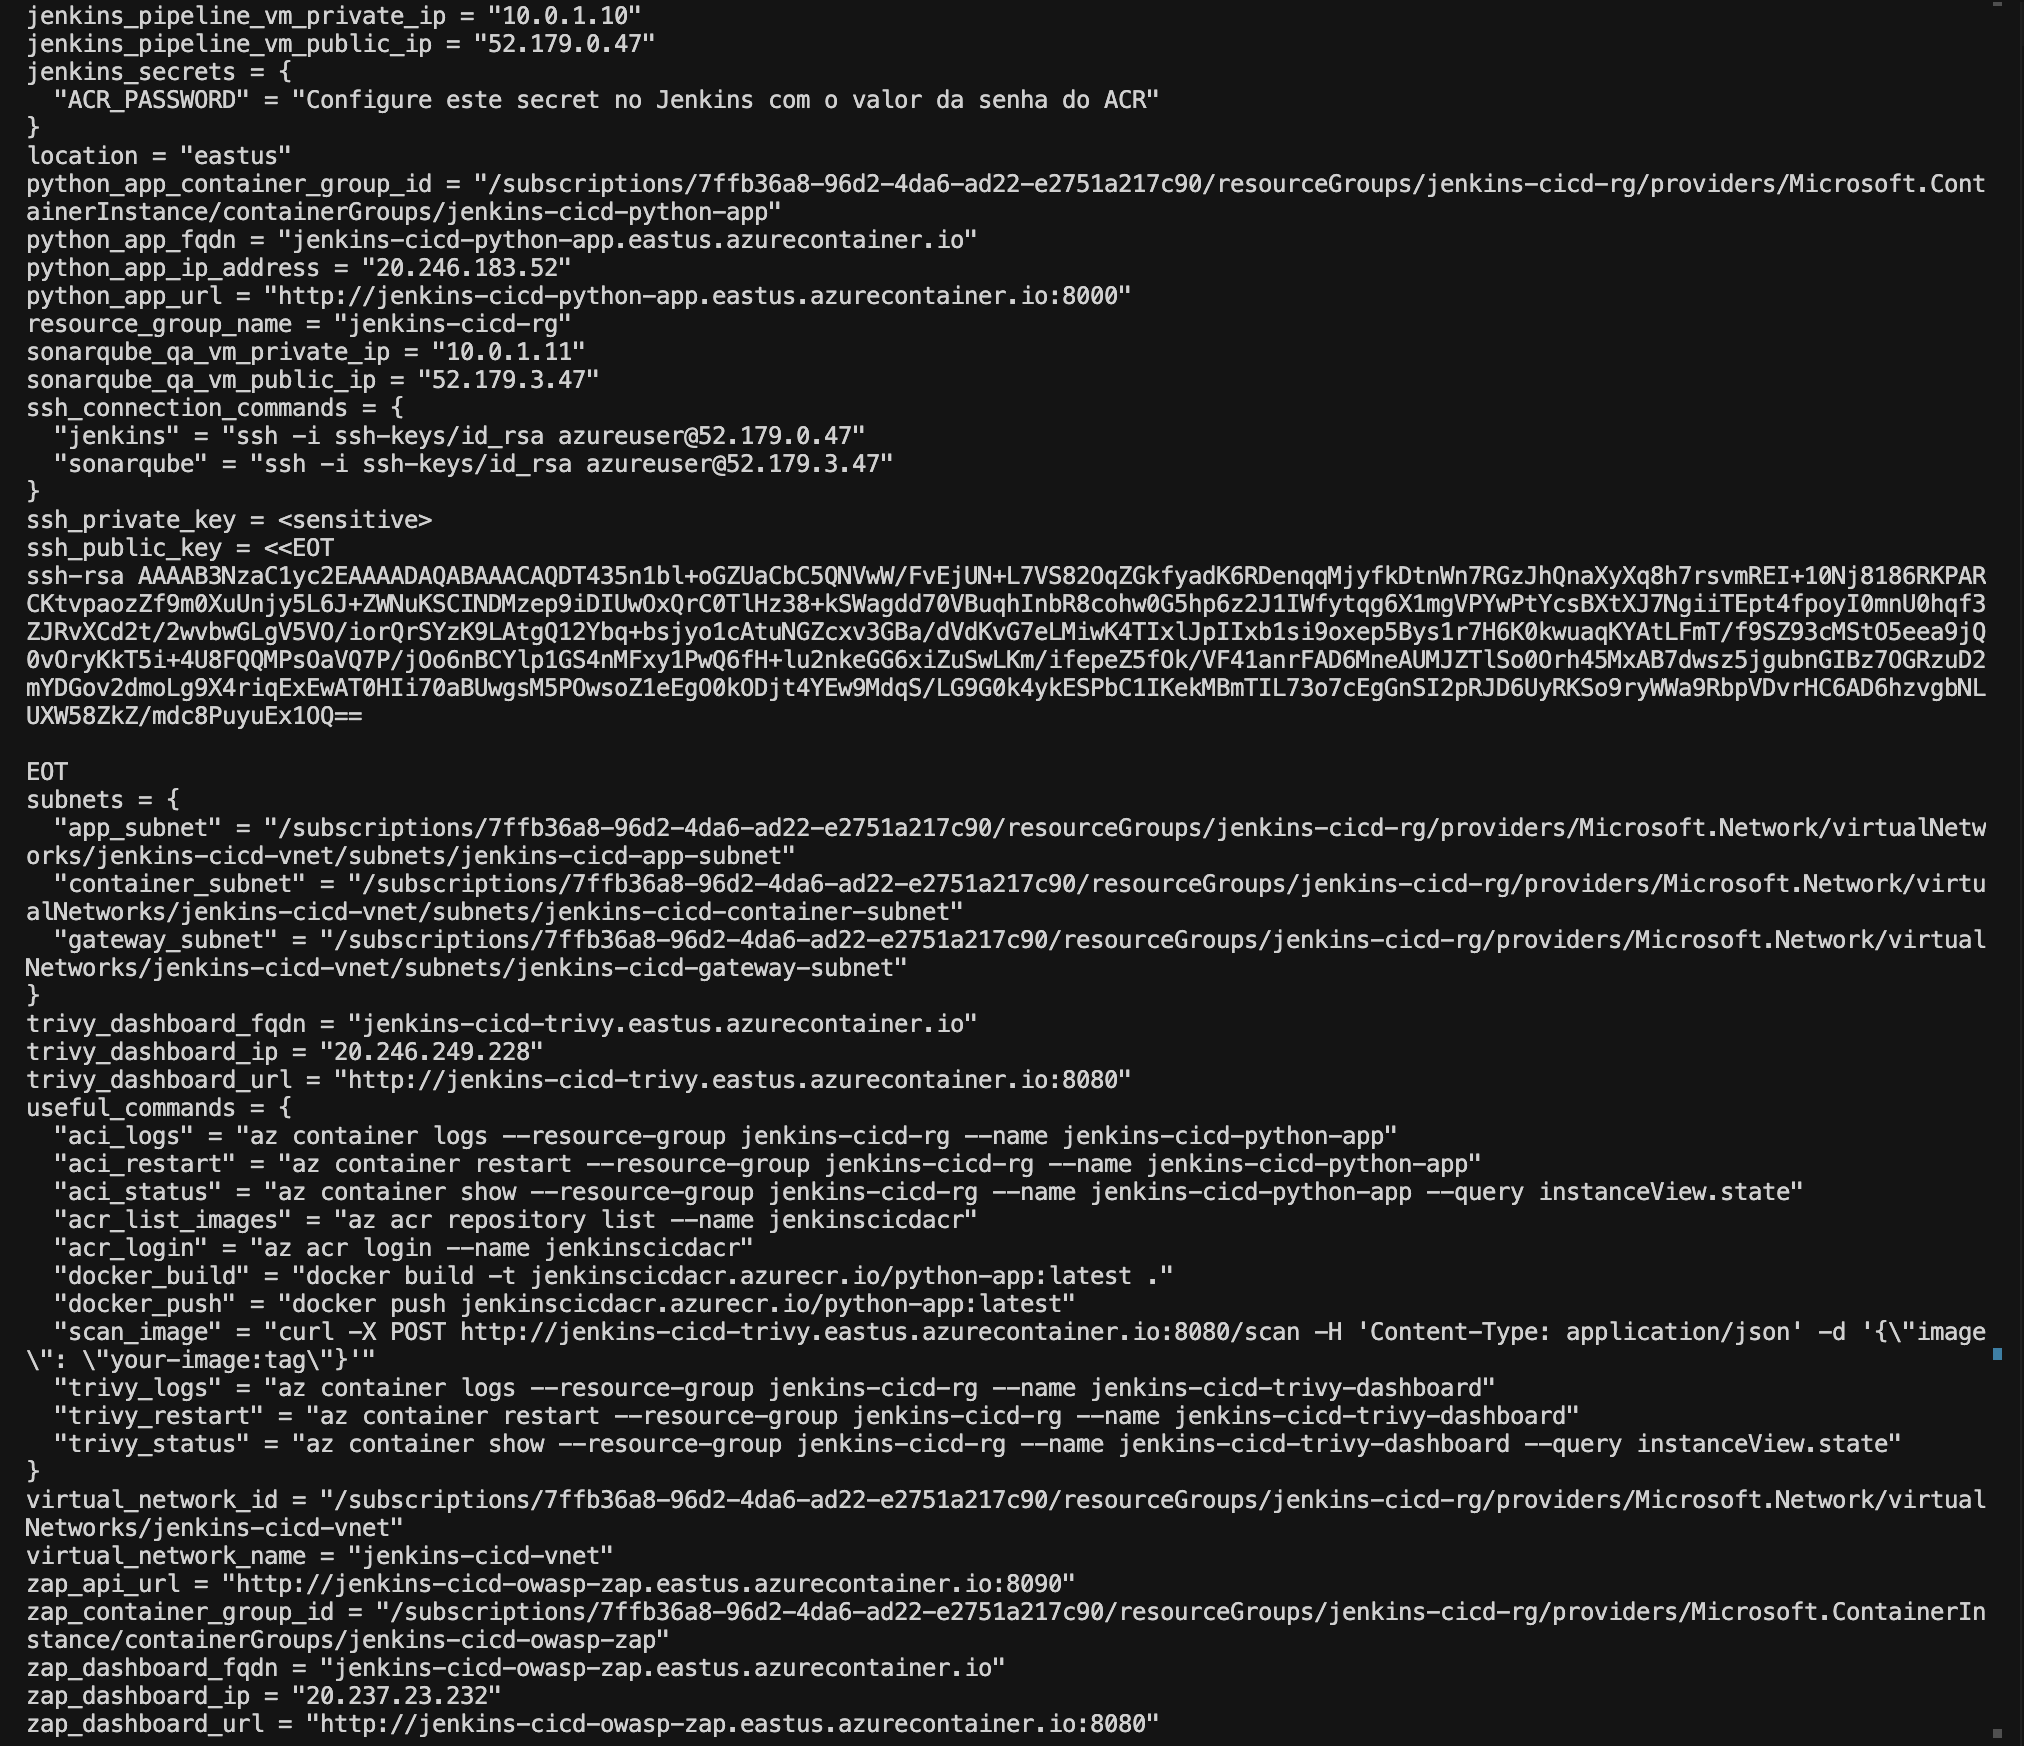 jenkins_pipeline_vm_private_ip = "10.0.1.10"
jenkins_pipeline_vm_public_ip = "52.179.0.47"
jenkins_secrets = {
  "ACR_PASSWORD" = "Configure este secret no Jenkins com o valor da senha do ACR"
}
location = "eastus"
python_app_container_group_id = "/subscriptions/7ffb36a8-96d2-4da6-ad22-e2751a217c90/resourceGroups/jenkins-cicd-rg/providers/Microsoft.Cont
ainerInstance/containerGroups/jenkins-cicd-python-app"
python_app_fqdn = "jenkins-cicd-python-app.eastus.azurecontainer.io"
python_app_ip_address = "20.246.183.52"
python_app_url = "http://jenkins-cicd-python-app.eastus.azurecontainer.io:8000"
resource_group_name = "jenkins-cicd-rg"
sonarqube_qa_vm_private_ip = "10.0.1.11"
sonarqube_qa_vm_public_ip = "52.179.3.47"
ssh_connection_commands = {
  "jenkins" = "ssh -i ssh-keys/id_rsa azureuser@52.179.0.47"
  "sonarqube" = "ssh -i ssh-keys/id_rsa azureuser@52.179.3.47"
}
ssh_private_key = <sensitive>
ssh_public_key = <<EOT
ssh-rsa AAAAB3NzaC1yc2EAAAADAQABAAACAQDT435n1bl+oGZUaCbC5QNVwW/FvEjUN+L7VS82OqZGkfyadK6RDenqqMjyfkDtnWn7RGzJhQnaXyXq8h7rsvmREI+10Nj8186RKPAR
CKtvpaozZf9m0XuUnjy5L6J+ZWNuKSCINDMzep9iDIUwOxQrC0TlHz38+kSWagdd70VBuqhInbR8cohw0G5hp6z2J1IWfytqg6X1mgVPYwPtYcsBXtXJ7NgiiTEpt4fpoyI0mnU0hqf3
ZJRvXCd2t/2wvbwGLgV5VO/iorQrSYzK9LAtgQ12Ybq+bsjyo1cAtuNGZcxv3GBa/dVdKvG7eLMiwK4TIxlJpIIxb1si9oxep5Bys1r7H6K0kwuaqKYAtLFmT/f9SZ93cMStO5eea9jQ
0vOryKkT5i+4U8FQQMPsOaVQ7P/jOo6nBCYlp1GS4nMFxy1PwQ6fH+lu2nkeGG6xiZuSwLKm/ifepeZ5fOk/VF41anrFAD6MneAUMJZTlSo0Orh45MxAB7dwsz5jgubnGIBz7OGRzuD2
mYDGov2dmoLg9X4riqExEwAT0HIi70aBUwgsM5POwsoZ1eEgO0kODjt4YEw9MdqS/LG9G0k4ykESPbC1IKekMBmTIL73o7cEgGnSI2pRJD6UyRKSo9ryWWa9RbpVDvrHC6AD6hzvgbNL
UXW58ZkZ/mdc8PuyuEx1OQ==

EOT
subnets = {
  "app_subnet" = "/subscriptions/7ffb36a8-96d2-4da6-ad22-e2751a217c90/resourceGroups/jenkins-cicd-rg/providers/Microsoft.Network/virtualNetw
orks/jenkins-cicd-vnet/subnets/jenkins-cicd-app-subnet"
  "container_subnet" = "/subscriptions/7ffb36a8-96d2-4da6-ad22-e2751a217c90/resourceGroups/jenkins-cicd-rg/providers/Microsoft.Network/virtu
alNetworks/jenkins-cicd-vnet/subnets/jenkins-cicd-container-subnet"
  "gateway_subnet" = "/subscriptions/7ffb36a8-96d2-4da6-ad22-e2751a217c90/resourceGroups/jenkins-cicd-rg/providers/Microsoft.Network/virtual
Networks/jenkins-cicd-vnet/subnets/jenkins-cicd-gateway-subnet"
}
trivy_dashboard_fqdn = "jenkins-cicd-trivy.eastus.azurecontainer.io"
trivy_dashboard_ip = "20.246.249.228"
trivy_dashboard_url = "http://jenkins-cicd-trivy.eastus.azurecontainer.io:8080"
useful_commands = {
  "aci_logs" = "az container logs --resource-group jenkins-cicd-rg --name jenkins-cicd-python-app"
  "aci_restart" = "az container restart --resource-group jenkins-cicd-rg --name jenkins-cicd-python-app"
  "aci_status" = "az container show --resource-group jenkins-cicd-rg --name jenkins-cicd-python-app --query instanceView.state"
  "acr_list_images" = "az acr repository list --name jenkinscicdacr"
  "acr_login" = "az acr login --name jenkinscicdacr"
  "docker_build" = "docker build -t jenkinscicdacr.azurecr.io/python-app:latest ."
  "docker_push" = "docker push jenkinscicdacr.azurecr.io/python-app:latest"
  "scan_image" = "curl -X POST http://jenkins-cicd-trivy.eastus.azurecontainer.io:8080/scan -H 'Content-Type: application/json' -d '{\"image
\": \"your-image:tag\"}'"
  "trivy_logs" = "az container logs --resource-group jenkins-cicd-rg --name jenkins-cicd-trivy-dashboard"
  "trivy_restart" = "az container restart --resource-group jenkins-cicd-rg --name jenkins-cicd-trivy-dashboard"
  "trivy_status" = "az container show --resource-group jenkins-cicd-rg --name jenkins-cicd-trivy-dashboard --query instanceView.state"
}
virtual_network_id = "/subscriptions/7ffb36a8-96d2-4da6-ad22-e2751a217c90/resourceGroups/jenkins-cicd-rg/providers/Microsoft.Network/virtual
Networks/jenkins-cicd-vnet"
virtual_network_name = "jenkins-cicd-vnet"
zap_api_url = "http://jenkins-cicd-owasp-zap.eastus.azurecontainer.io:8090"
zap_container_group_id = "/subscriptions/7ffb36a8-96d2-4da6-ad22-e2751a217c90/resourceGroups/jenkins-cicd-rg/providers/Microsoft.ContainerIn
stance/containerGroups/jenkins-cicd-owasp-zap"
zap_dashboard_fqdn = "jenkins-cicd-owasp-zap.eastus.azurecontainer.io"
zap_dashboard_ip = "20.237.23.232"
zap_dashboard_url = "http://jenkins-cicd-owasp-zap.eastus.azurecontainer.io:8080"